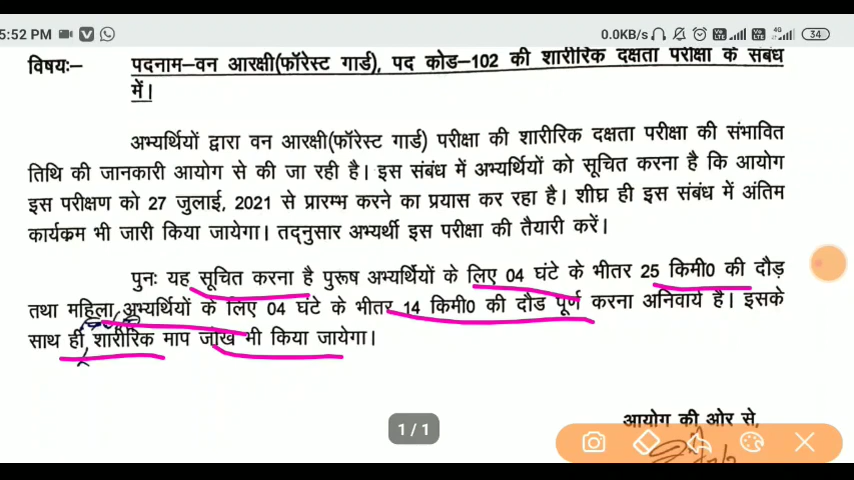 5:52 PM
0.0KB/s
4G
34
विषयः– पदनाम–वन आरक्षी(फॉरेस्ट गार्ड), पद कोड–102 की शारीरिक दक्षता परीक्षा के संबंध
में।
अभ्यर्थियों द्वारा वन आरक्षी(फॉरेस्ट गार्ड) परीक्षा की शारीरिक दक्षता परीक्षा की संभावित
तिथि की जानकारी आयोग से की जा रही है। इस संबंध में अभ्यर्थियों को सूचित करना है कि आयोग
इस परीक्षण को 27 जुलाई, 2021 से प्रारम्भ करने का प्रयास कर रहा है। शीघ्र ही इस संबंध में अंतिम
कार्यक्रम भी जारी किया जायेगा। तद्नुसार अभ्यर्थी इस परीक्षा की तैयारी करें।
पुनः यह सूचित करना है पुरूष अभ्यर्थियों के लिए 04 घंटे के भीतर 25 किमी0 की दौड़
तथा महिला अभ्यर्थियों के लिए 04 घंटे के भीतर 14 किमी0 की दौड पूर्ण करना अनिवार्य है। इसके
साथ ही शारीरिक माप जोख भी किया जायेगा।
1 / 1
आयोग की ओर से,